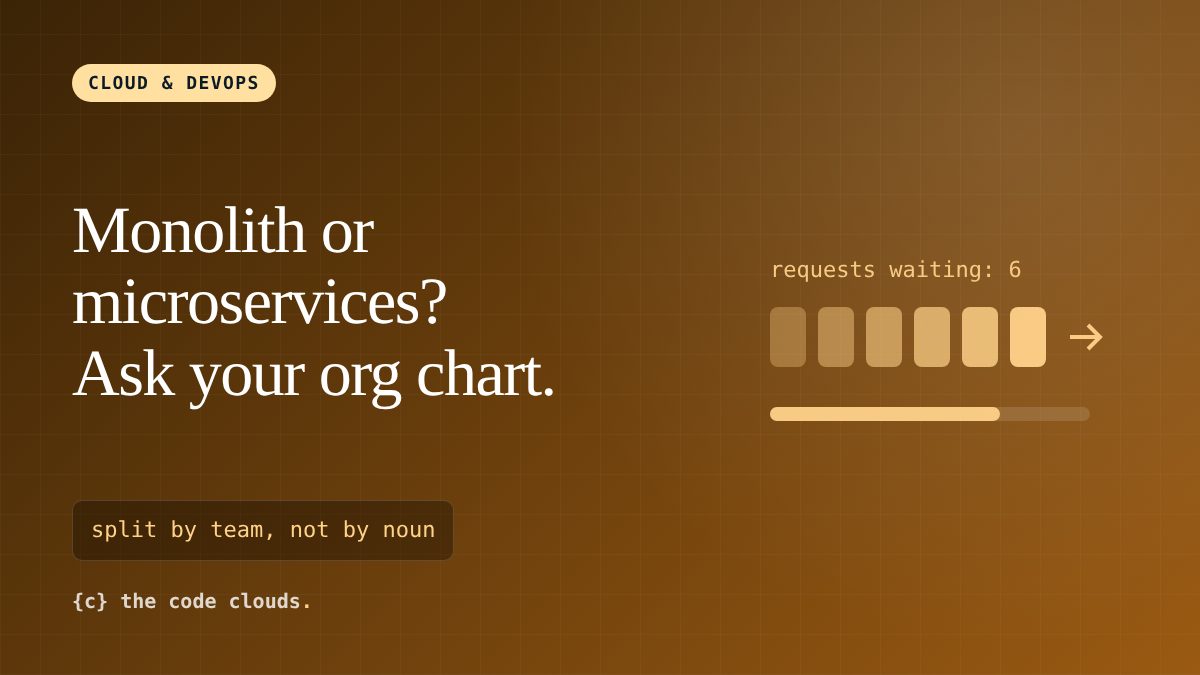 CLOUD & DEVOPS
Monolith or
microservices?
Ask your org chart.
requests waiting: 6
split by team, not by noun
{c} the code clouds.